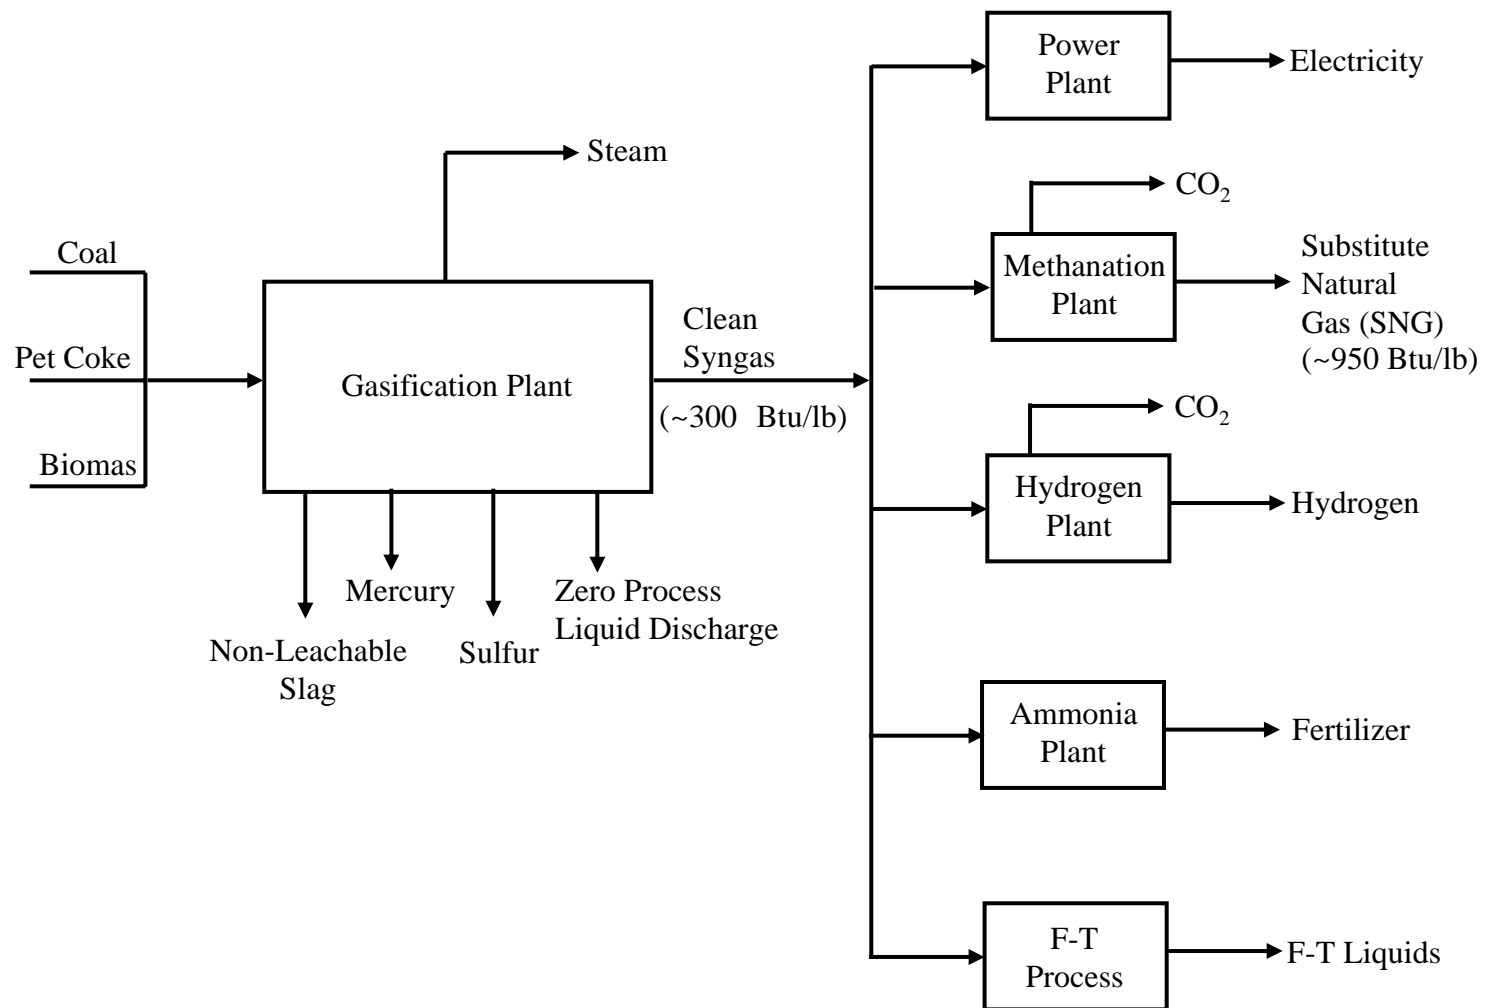 Power
Plant
Electricity
Steam
CO2
Coal
Methanation
Plant
Substitute
Natural
Gas (SNG)
(~950 Btu/lb)
Clean
Syngas
(~300 Btu/lb)
Pet Coke
Gasification Plant
CO2
Biomas
Hydrogen
Plant
Hydrogen
Mercury
Zero Process
Liquid Discharge
Non-Leachable
Slag
Sulfur
Ammonia
Plant
Fertilizer
F-T
Process
F-T Liquids